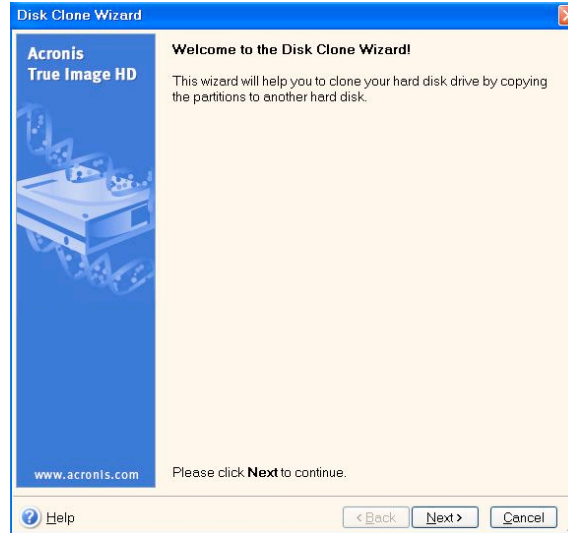 Disk Clone Wizard
Acronis
True Image HD
Welcome to the Disk Clone Wizard!
This wizard will help you to clone your hard disk drive by copying
the partitions to another hard disk.
www.acronis.com
Please click Next to continue.
Help
< Back
Next >
Cancel